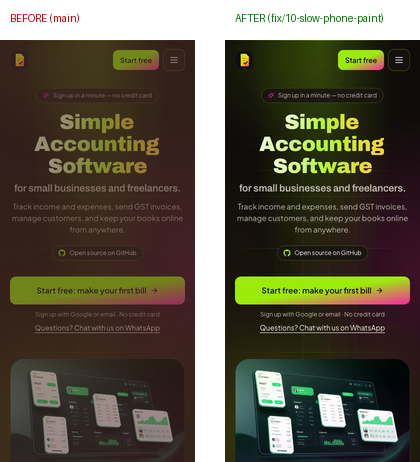 BEFORE (main)
Start free
Sign up in a minute — no credit card
Simple
Accounting
Software
for small businesses and freelancers.
Track income and expenses, send GST invoices,
manage customers, and keep your books online
from anywhere.
Open source on GitHub
Start free: make your first bill →
Sign up with Google or email · No credit card
Questions? Chat with us on WhatsApp
AFTER (fix/10-slow-phone-paint)
Start free
Sign up in a minute — no credit card
Simple
Accounting
Software
for small businesses and freelancers.
Track income and expenses, send GST invoices,
manage customers, and keep your books online
from anywhere.
Open source on GitHub
Start free: make your first bill →
Sign up with Google or email · No credit card
Questions? Chat with us on WhatsApp